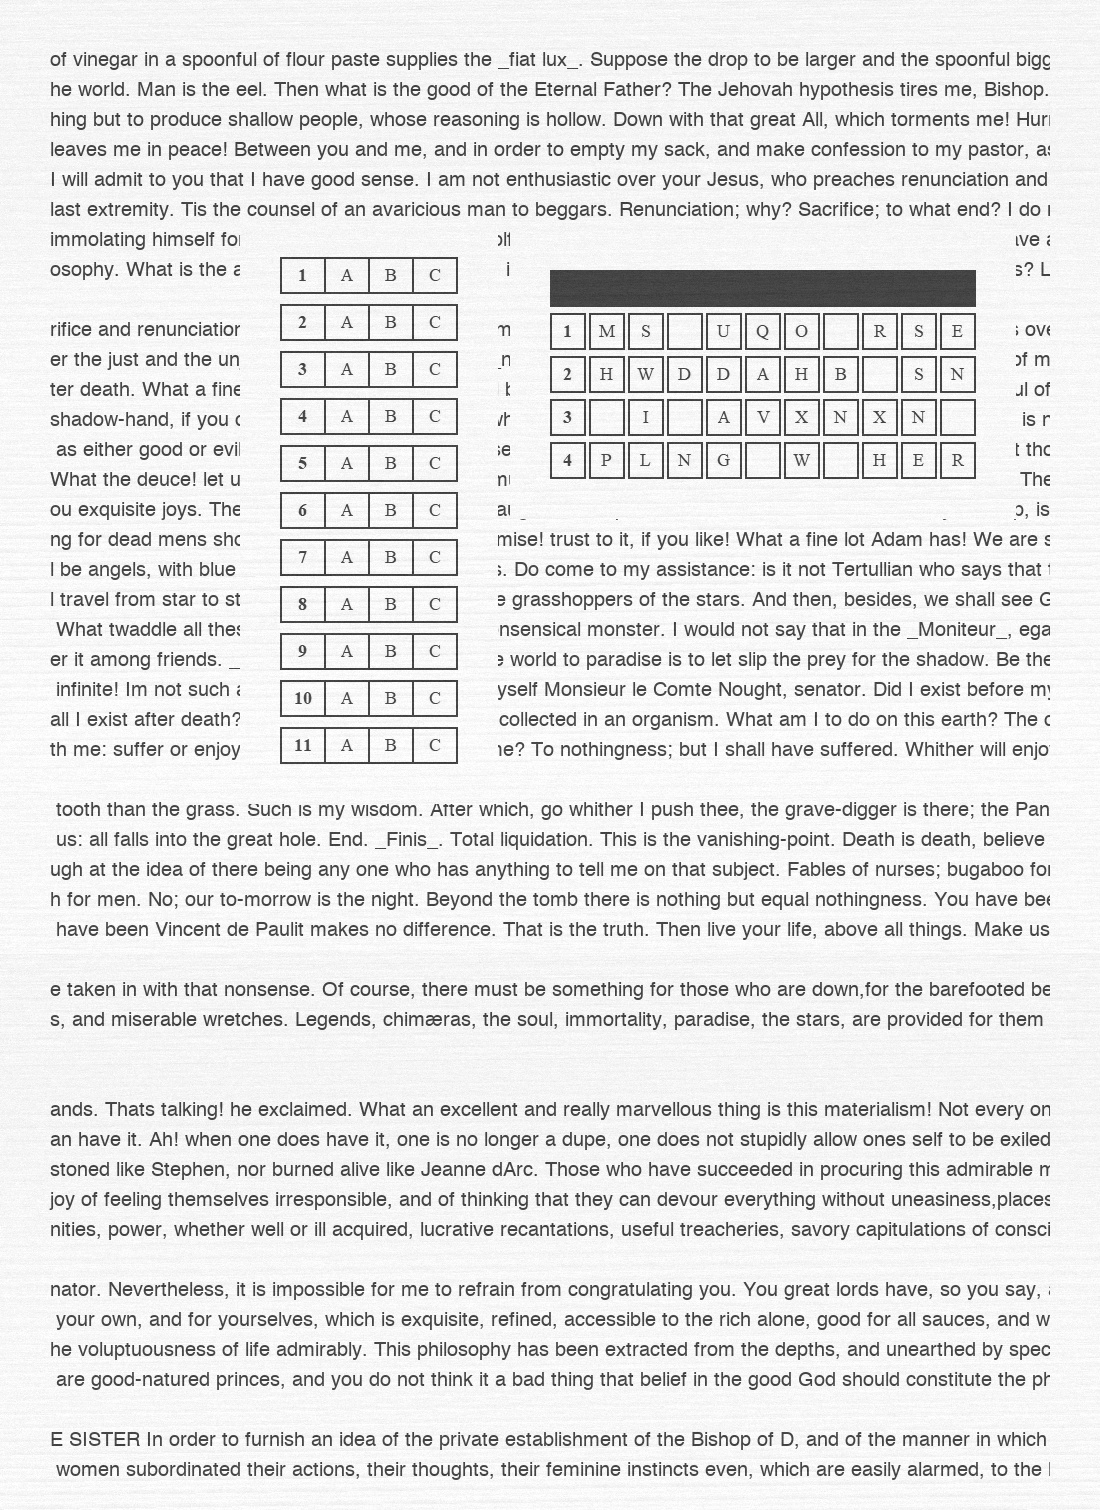 of vinegar in a spoonful of flour paste supplies the _fiat lux_. Suppose the drop to be larger and the spoonful bigg
he world. Man is the eel. Then what is the good of the Eternal Father? The Jehovah hypothesis tires me, Bishop.
hing but to produce shallow people, whose reasoning is hollow. Down with that great All, which torments me! Hur
leaves me in peace! Between you and me, and in order to empty my sack, and make confession to my pastor, as
I will admit to you that I have good sense. I am not enthusiastic over your Jesus, who preaches renunciation and
last extremity. Tis the counsel of an avaricious man to beggars. Renunciation; why? Sacrifice; to what end? I do
immolating himself for
osophy. What is the a
rifice and renunciation
er the just and the un
ter death. What a fine
shadow-hand, if you c
as either good or evil
What the deuce! let u
ou exquisite joys. The
ng for dead mens sho
l be angels, with blue
l travel from star to st
What twaddle all thes
er it among friends. _
infinite! Im not such a
all I exist after death?
th me: suffer or enjoy
1 A B C
2 A B C
3 A B C
4 A B C
5 A B C
6 A B C
7 A B C
8 A B C
9 A B C
10 A B C
11 A B C
1 M S U Q O R S E
2 H W D D A H B S N
3 I A V X N X N
4 P L N G W H E R
ave a
s? L
s ove
of m
ul of
is n
t tho
The
p, is
mise! trust to it, if you like! What a fine lot Adam has! We are s
s. Do come to my assistance: is it not Tertullian who says that t
e grasshoppers of the stars. And then, besides, we shall see G
nsensical monster. I would not say that in the _Moniteur_, ega
e world to paradise is to let slip the prey for the shadow. Be the
yself Monsieur le Comte Nought, senator. Did I exist before my
collected in an organism. What am I to do on this earth? The c
ne? To nothingness; but I shall have suffered. Whither will enjo
tooth than the grass. Such is my wisdom. After which, go whither I push thee, the grave-digger is there; the Pan
us: all falls into the great hole. End. _Finis_. Total liquidation. This is the vanishing-point. Death is death, believe
ugh at the idea of there being any one who has anything to tell me on that subject. Fables of nurses; bugaboo for
h for men. No; our to-morrow is the night. Beyond the tomb there is nothing but equal nothingness. You have bee
have been Vincent de Paulit makes no difference. That is the truth. Then live your life, above all things. Make us
e taken in with that nonsense. Of course, there must be something for those who are down,for the barefooted be
s, and miserable wretches. Legends, chimæras, the soul, immortality, paradise, the stars, are provided for them
ands. Thats talking! he exclaimed. What an excellent and really marvellous thing is this materialism! Not every on
an have it. Ah! when one does have it, one is no longer a dupe, one does not stupidly allow ones self to be exiled
stoned like Stephen, nor burned alive like Jeanne dArc. Those who have succeeded in procuring this admirable m
joy of feeling themselves irresponsible, and of thinking that they can devour everything without uneasiness,places
nities, power, whether well or ill acquired, lucrative recantations, useful treacheries, savory capitulations of consci
nator. Nevertheless, it is impossible for me to refrain from congratulating you. You great lords have, so you say,
your own, and for yourselves, which is exquisite, refined, accessible to the rich alone, good for all sauces, and w
he voluptuousness of life admirably. This philosophy has been extracted from the depths, and unearthed by spec
are good-natured princes, and you do not think it a bad thing that belief in the good God should constitute the ph
E SISTER In order to furnish an idea of the private establishment of the Bishop of D, and of the manner in which
women subordinated their actions, their thoughts, their feminine instincts even, which are easily alarmed, to the